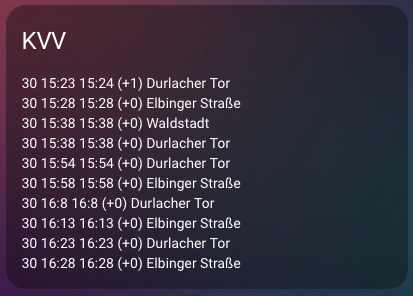 KVV
30 15:23 15:24 (+1) Durlacher Tor
30 15:28 15:28 (+0) Elbinger Straße
30 15:38 15:38 (+0) Waldstadt
30 15:38 15:38 (+0) Durlacher Tor
30 15:54 15:54 (+0) Durlacher Tor
30 15:58 15:58 (+0) Elbinger Straße
30 16:8 16:8 (+0) Durlacher Tor
30 16:13 16:13 (+0) Elbinger Straße
30 16:23 16:23 (+0) Durlacher Tor
30 16:28 16:28 (+0) Elbinger Straße